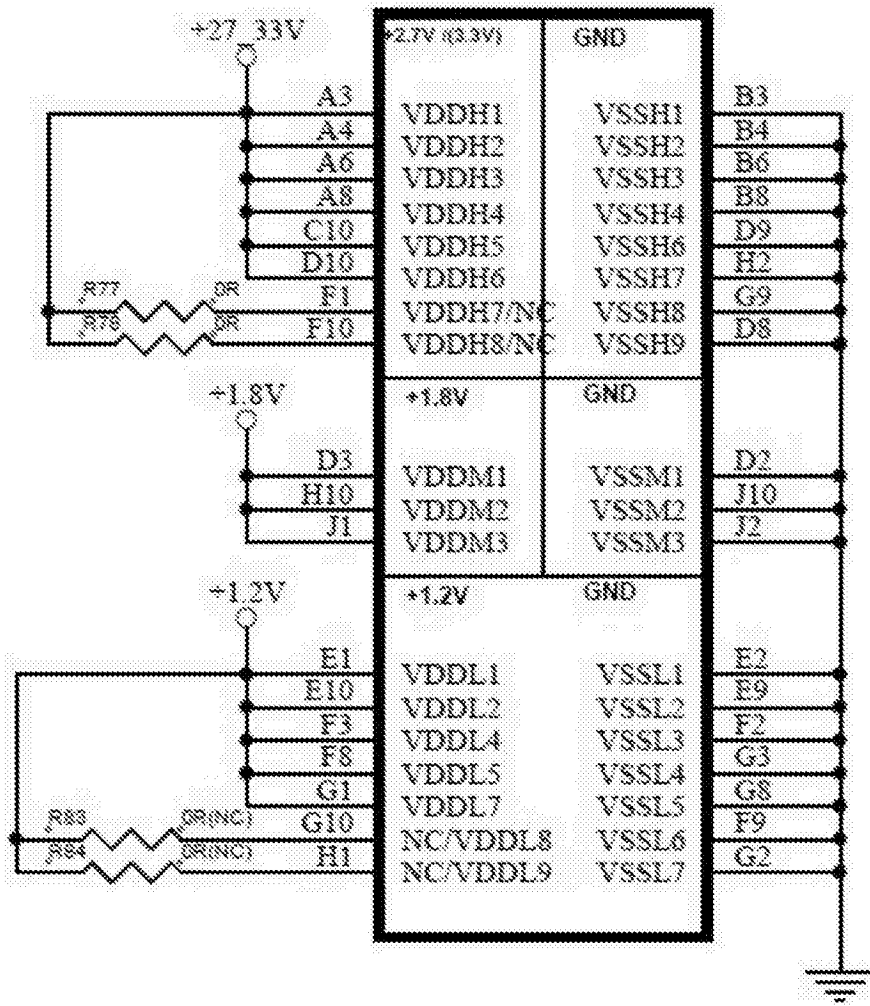 +27_33V
+2.7V /(3.3V) GND
A3 VDDH1 VSSH1 B3
A4 VDDH2 VSSH2 B4
A6 VDDH3 VSSH3 B6
A8 VDDH4 VSSH4 B8
C10 VDDH5 VSSH6 D9
D10 VDDH6 VSSH7 H2
R77 0R F1 VDDH7/NC VSSH8 G9
R78 0R F10 VDDH8/NC VSSH9 D8
+1.8V
+1.8V GND
D3 VDDM1 VSSM1 D2
H10 VDDM2 VSSM2 J10
J1 VDDM3 VSSM3 J2
+1.2V
+1.2V GND
E1 VDDL1 VSSL1 E2
E10 VDDL2 VSSL2 E9
F3 VDDL4 VSSL3 F2
F8 VDDL5 VSSL4 G3
G1 VDDL7 VSSL5 G8
R83 0R(NC) G10 NC/VDDL8 VSSL6 F9
R84 0R(NC) H1 NC/VDDL9 VSSL7 G2